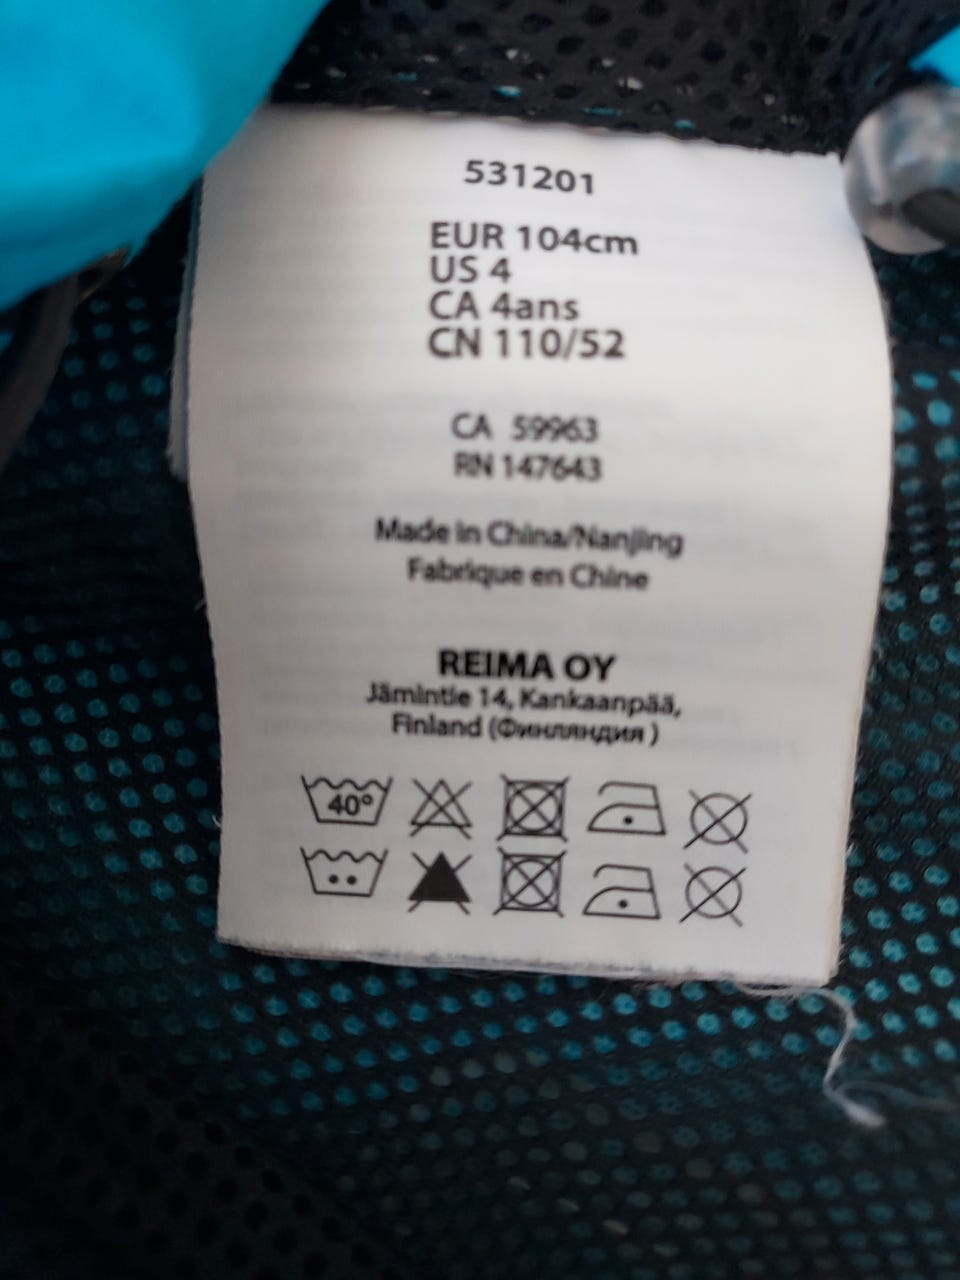 531201
EUR 104cm
US 4
CA 4ans
CN 110/52
CA 59963
RN 147643
Made in China/Nanjing
Fabrique en Chine
REIMA OY
Jämintie 14, Kankaanpää,
Finland (Финляндия )
40°